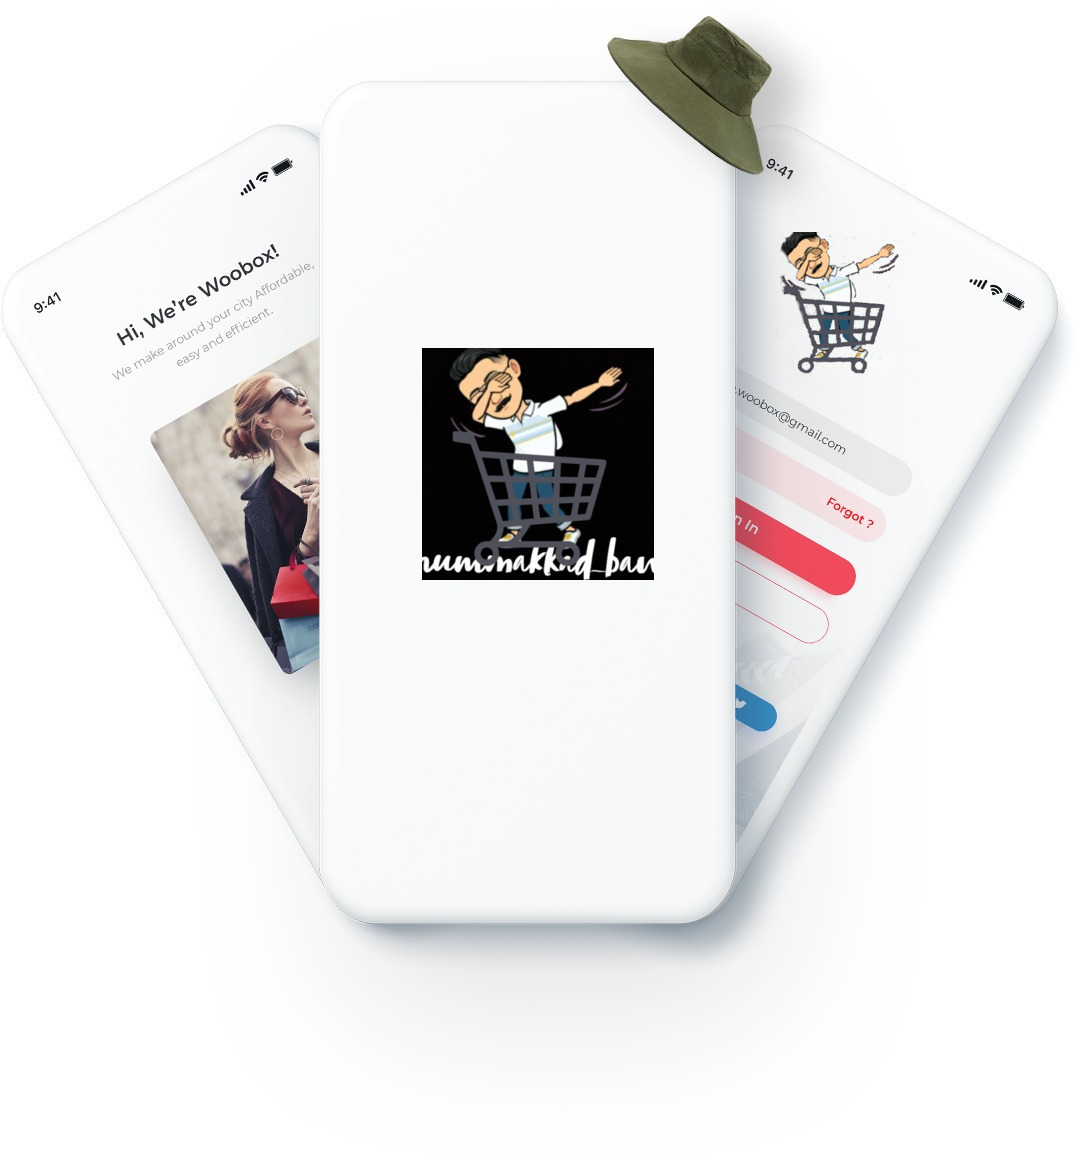 9:41
Hi, We're Woobox!
We make around your city Affordable,
easy and efficient.
9:41
.woobox@gmail.com
Forgot ?
n In